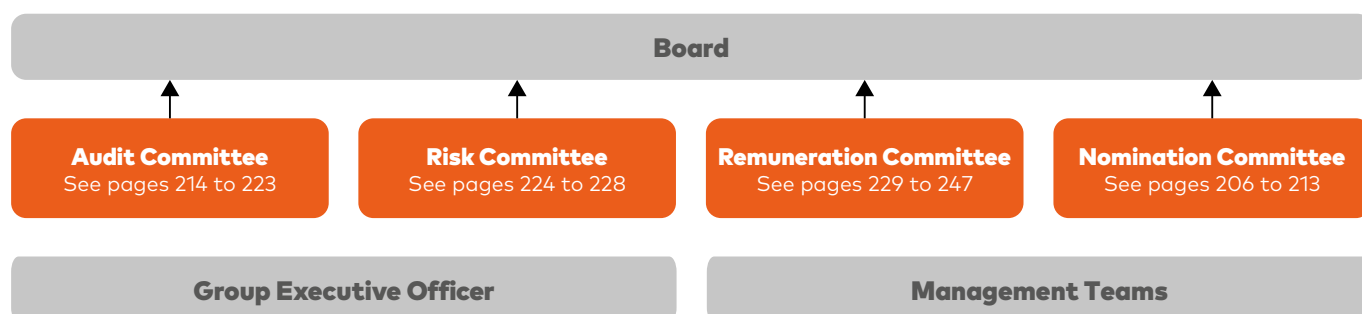 Board
Audit Committee
See pages 214 to 223
Risk Committee
See pages 224 to 228
Remuneration Committee
See pages 229 to 247
Nomination Committee
See pages 206 to 213
Group Executive Officer
Management Teams